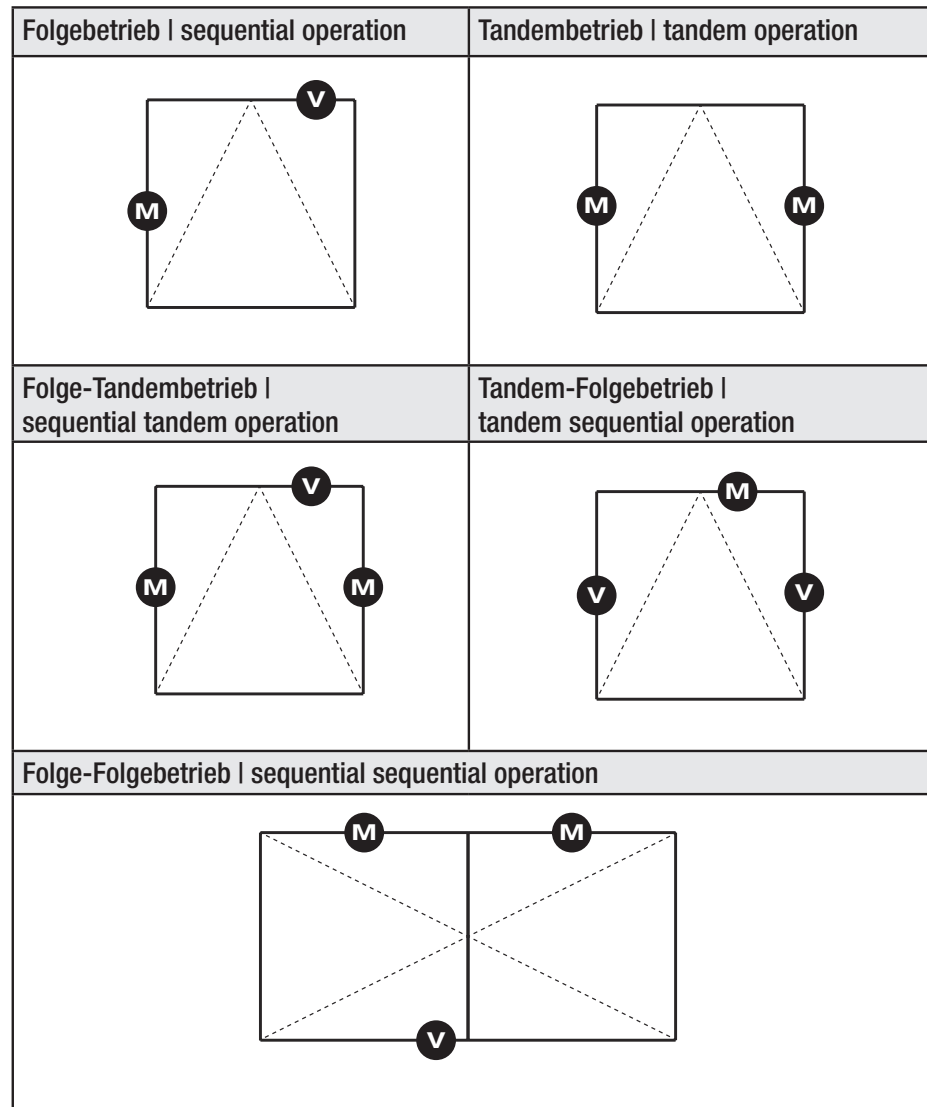 Folgebetrieb | sequential operation
Tandembetrieb | tandem operation
V
M
M
M
Folge-Tandembetrieb |
sequential tandem operation
Tandem-Folgebetrieb |
tandem sequential operation
V
M
M
M
V
V
Folge-Folgebetrieb | sequential sequential operation
M
M
V